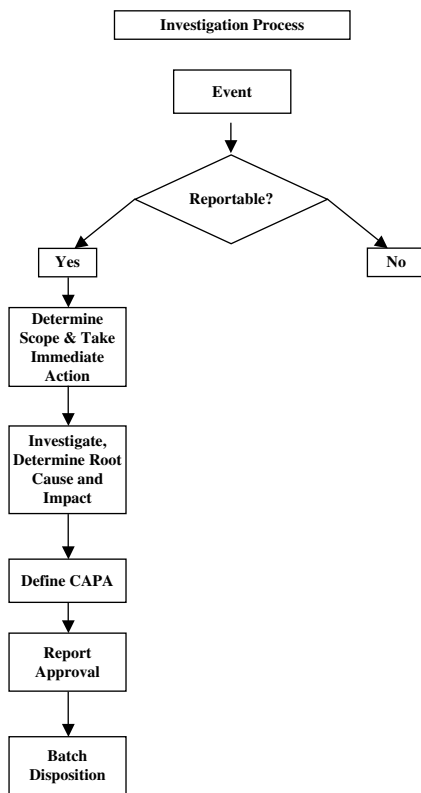 Investigation Process
Event
Reportable?
Yes
No
Determine
Scope & Take
Immediate
Action
Investigate,
Determine Root
Cause and
Impact
Define CAPA
Report
Approval
Batch
Disposition